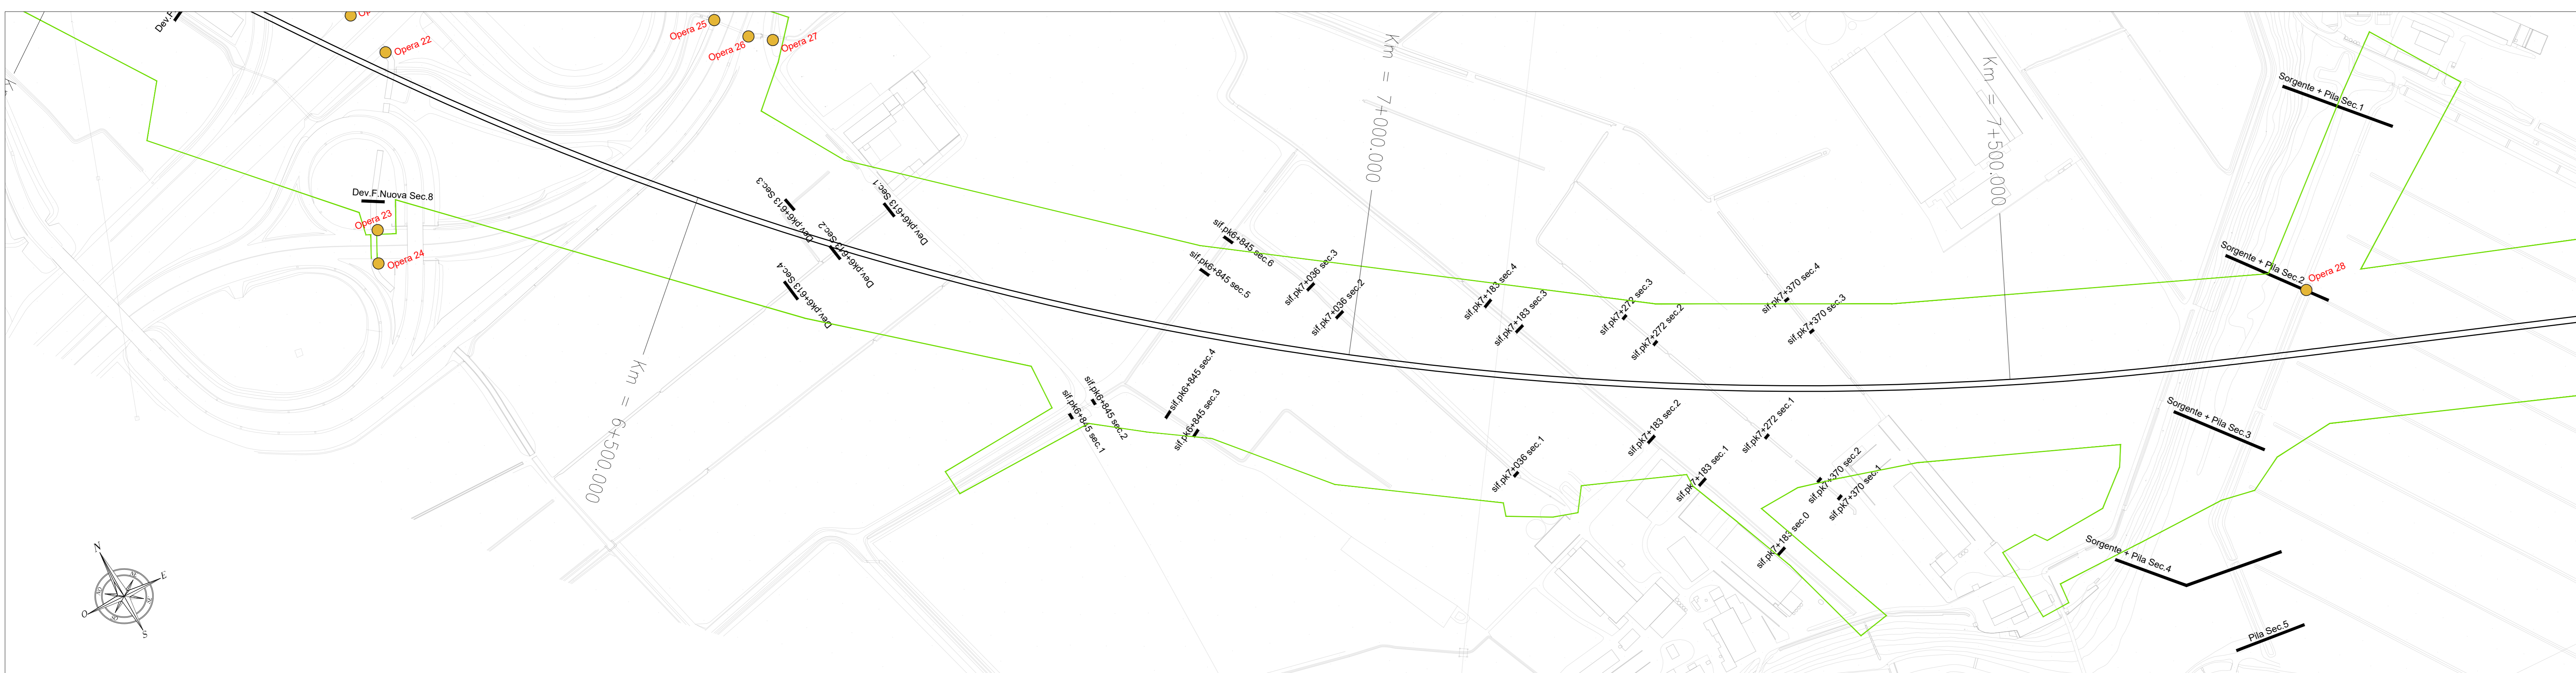 Dev.F
Opera 22
Opera 25
Opera 26
Opera 27
Dev.F.Nuova Sec.8
Opera 23
Opera 24
Dev.pk6+613 Sec.3
Dev.pk6+613 Sec.1
Dev.pk6+613 Sec.2
Dev.pk6+613 Sec.4
Km = 6+500.000
Km = 7+000.000
Km = 7+500.000
sif.pk6+845 sec.6
sif.pk6+845 sec.5
sif.pk6+845 sec.4
sif.pk6+845 sec.3
sif.pk6+845 sec.2
sif.pk6+845 sec.1
sif.pk7+036 sec.3
sif.pk7+036 sec.2
sif.pk7+036 sec.1
sif.pk7+183 sec.4
sif.pk7+183 sec.3
sif.pk7+183 sec.2
sif.pk7+183 sec.1
sif.pk7+183 sec.0
sif.pk7+272 sec.3
sif.pk7+272 sec.2
sif.pk7+272 sec.1
sif.pk7+370 sec.4
sif.pk7+370 sec.3
sif.pk7+370 sec.2
sif.pk7+370 sec.1
Sorgente + Pila Sec.1
Sorgente + Pila Sec.2
Opera 28
Sorgente + Pila Sec.3
Sorgente + Pila Sec.4
Pila Sec.5
N
E
O
S